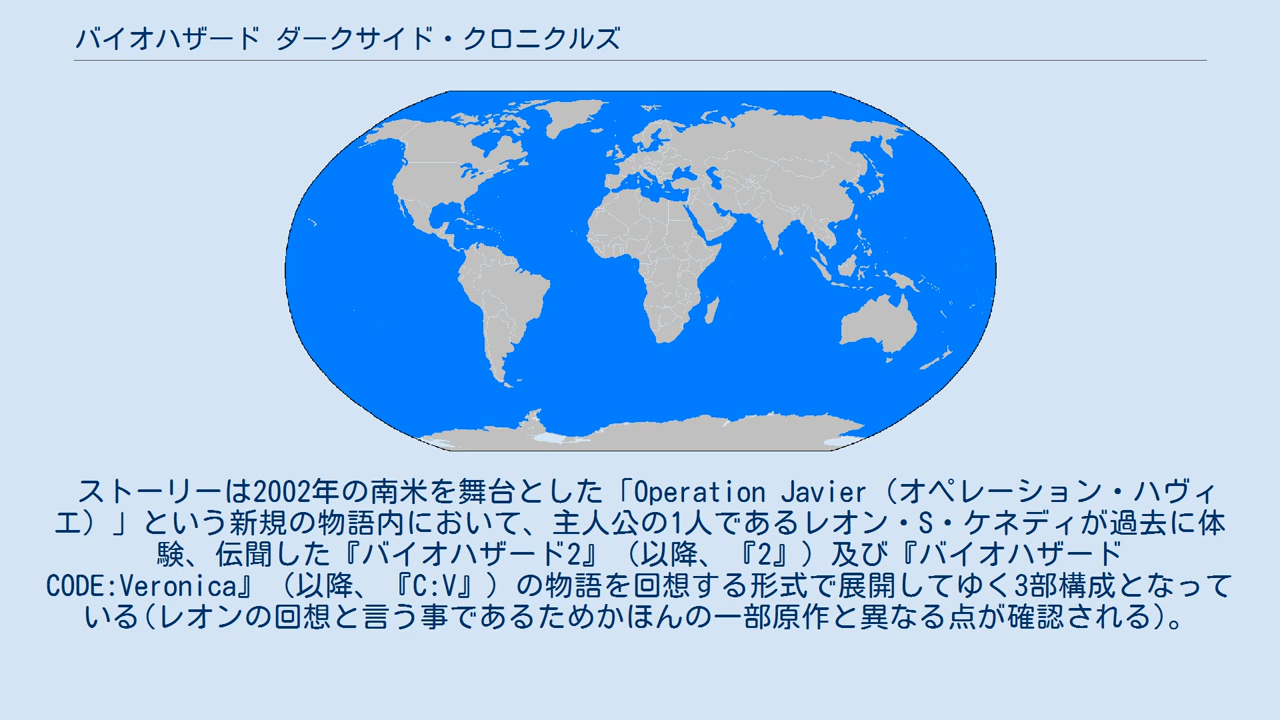 バイオハザード ダークサイド・クロニクルズ
ストーリーは2002年の南米を舞台とした「Operation Javier（オペレーション・ハヴィ
エ）」という新規の物語内において、主人公の1人であるレオン・S・ケネディが過去に体
験、伝聞した『バイオハザード2』（以降、『2』）及び『バイオハザード
CODE:Veronica』（以降、『C:V』）の物語を回想する形式で展開してゆく3部構成となって
いる(レオンの回想と言う事であるためかほんの一部原作と異なる点が確認される)。